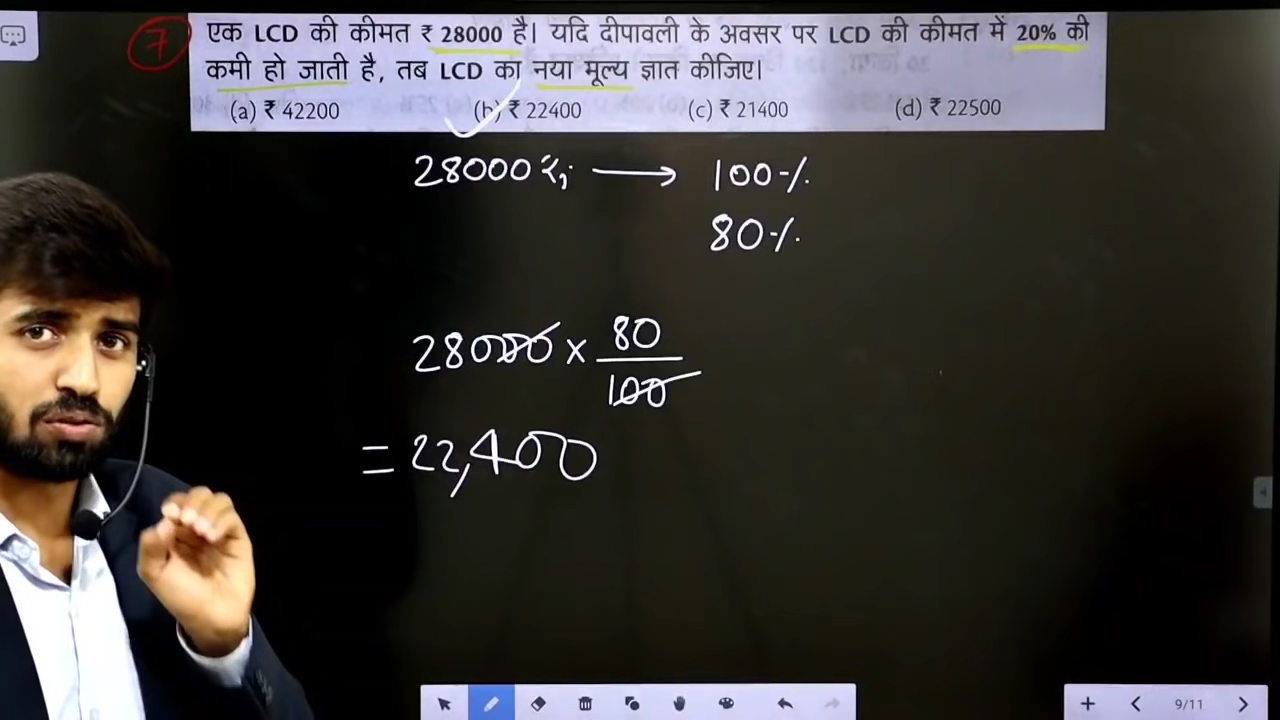 7 एक LCD की कीमत ₹ 28000 है। यदि दीपावली के अवसर पर LCD की कीमत में 20% की
कमी हो जाती है, तब LCD का नया मूल्य ज्ञात कीजिए।
(a) ₹ 42200 (b) ₹ 22400 (c) ₹ 21400 (d) ₹ 22500
28000 रु. → 100%
80%
28000 × 80/100
= 22,400
9/11